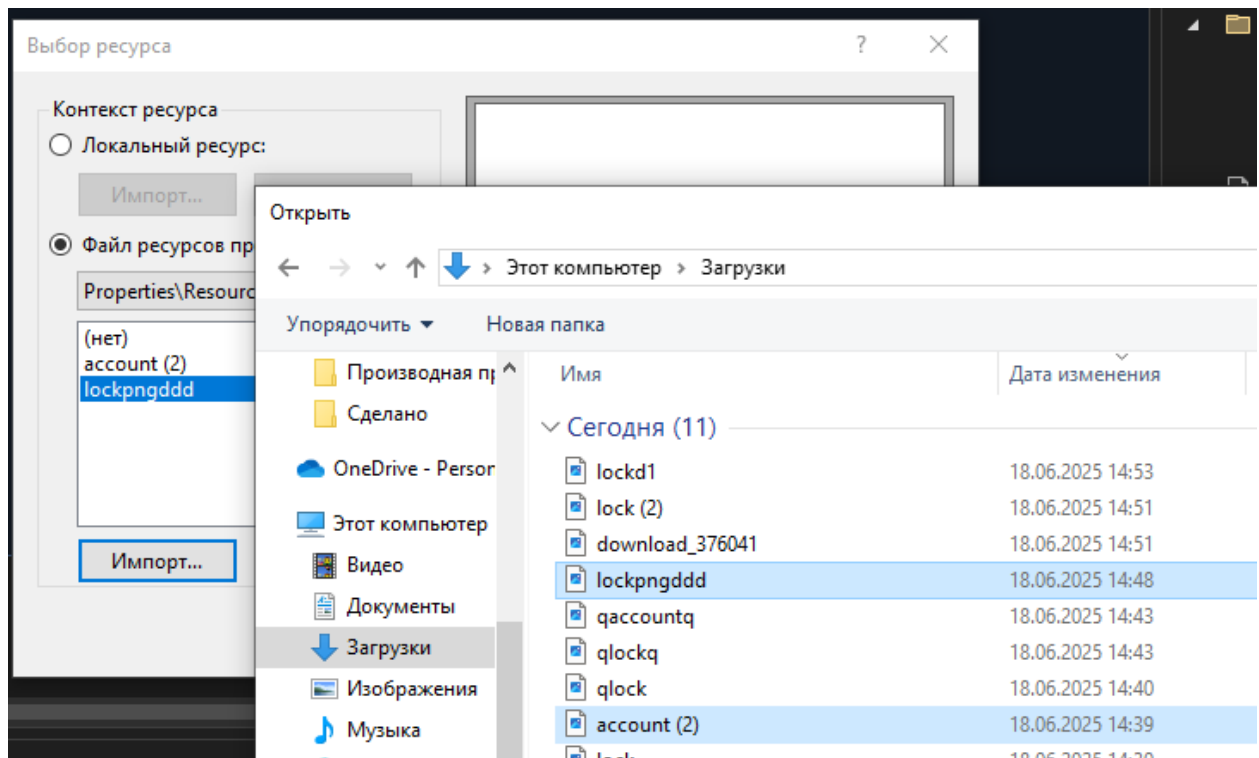 Выбор ресурса
?
Контекст ресурса
Локальный ресурс:
Импорт...
Файл ресурсов пр
Properties\Resourc
(нет)
account (2)
lockpngddd
Импорт...
Открыть
Этот компьютер › Загрузки
Упорядочить
Новая папка
Производная пр
Сделано
OneDrive - Person
Этот компьютер
Видео
Документы
Загрузки
Изображения
Музыка
Имя
Дата изменения
Сегодня (11)
lockd1 18.06.2025 14:53
lock (2) 18.06.2025 14:51
download_376041 18.06.2025 14:51
lockpngddd 18.06.2025 14:48
qaccountq 18.06.2025 14:43
qlockq 18.06.2025 14:43
qlock 18.06.2025 14:40
account (2) 18.06.2025 14:39